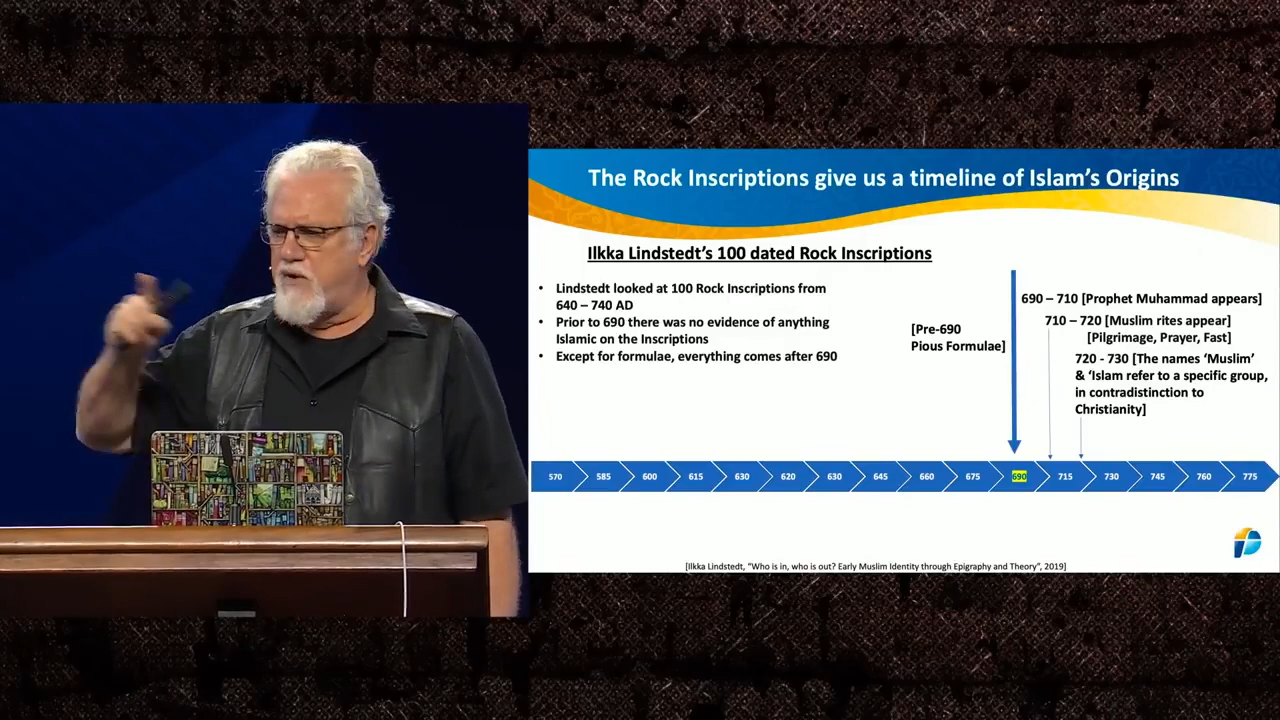 The Rock Inscriptions give us a timeline of Islam's Origins
Ilkka Lindstedt's 100 dated Rock Inscriptions
• Lindstedt looked at 100 Rock Inscriptions from
640 – 740 AD
• Prior to 690 there was no evidence of anything
Islamic on the Inscriptions
• Except for formulae, everything comes after 690
[Pre-690
Pious Formulae]
690 – 710 [Prophet Muhammad appears]
710 – 720 [Muslim rites appear]
[Pilgrimage, Prayer, Fast]
720 - 730 [The names ‘Muslim’
& ‘Islam refer to a specific group,
in contradistinction to
Christianity]
570 585 600 615 630 620 630 645 660 675 690 715 730 745 760 775
[Ilkka Lindstedt, "Who is in, who is out? Early Muslim Identity through Epigraphy and Theory", 2019]